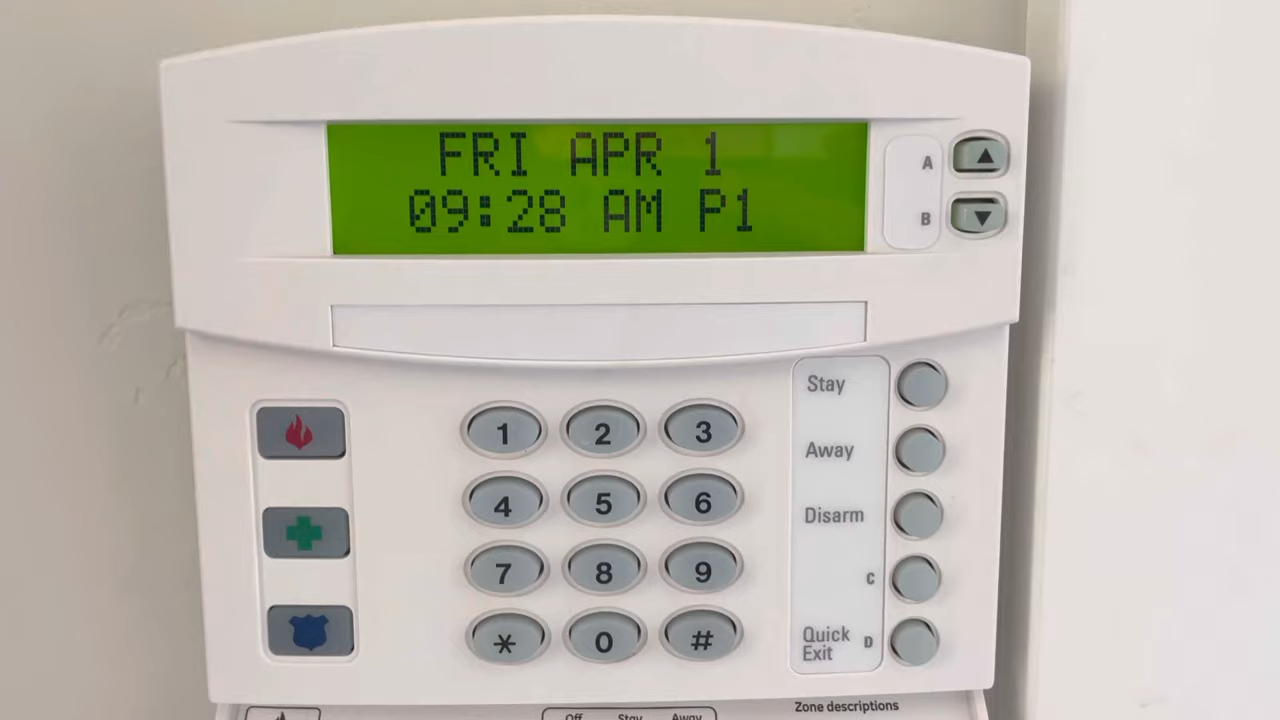 FRI APR 1
09:28 AM P1
A
B
Stay
Away
Disarm
C
Quick
Exit
D
1 2 3
4 5 6
7 8 9
* 0 #
Off Stay Away
Zone descriptions